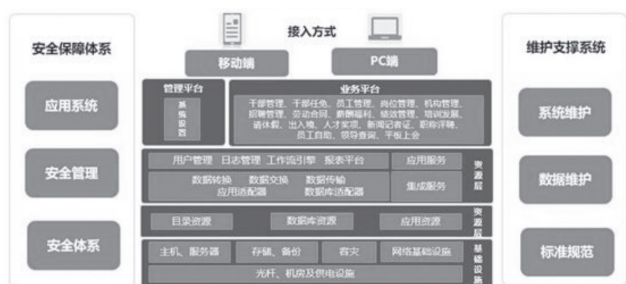 安全保障体系
应用系统
安全管理
安全体系
接入方式
移动端
PC端
管理平台
系统设置
业务平台
干部管理、干部任免、员工管理、岗位管理、机构管理、
招聘管理、劳动合同、薪酬福利、绩效管理、培训发展、
请休假、出入境、人才奖项、新闻记者证、职称评聘、
员工自助、领导查询、平板上会
用户管理 日志管理 工作流引擎 报表平台
应用服务
数据转换 数据交换 数据传输
应用适配器 数据库适配器
集成服务
资源层
目录资源
数据库资源
应用资源
资源层
主机、服务器
存储、备份
容灾
网络基础设施
光纤、机房及供电设施
基础设施
维护支撑系统
系统维护
数据维护
标准规范